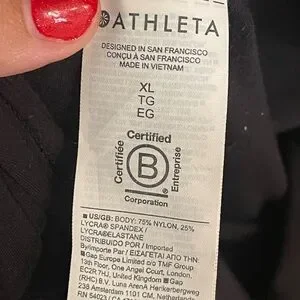 ATHLETA
DESIGNED IN SAN FRANCISCO
CONÇU À SAN FRANCISCO
MADE IN VIETNAM
XL
TG
EG
Certified
Certifiée
B
Entreprise
Corporation
■ US/GB: BODY: 75% NYLON, 25%
LYCRA® SPANDEX /
LYCRA® ELASTANE
DISTRIBUIDO POR / Imported
By/Importé Par / ΕΙΣΑΓΕΤΑΙ ΑΠΟ ΤΗΝ:
Gap Europe Limited c/o TMF Group
13th Floor, One Angel Court, London,
EC2R 7HJ, United Kingdom ■ Gap
(RHC) B.V. Luna ArenA Herikerbergweg
238 Amsterdam 1101 CM, Netherlands
RN 54023